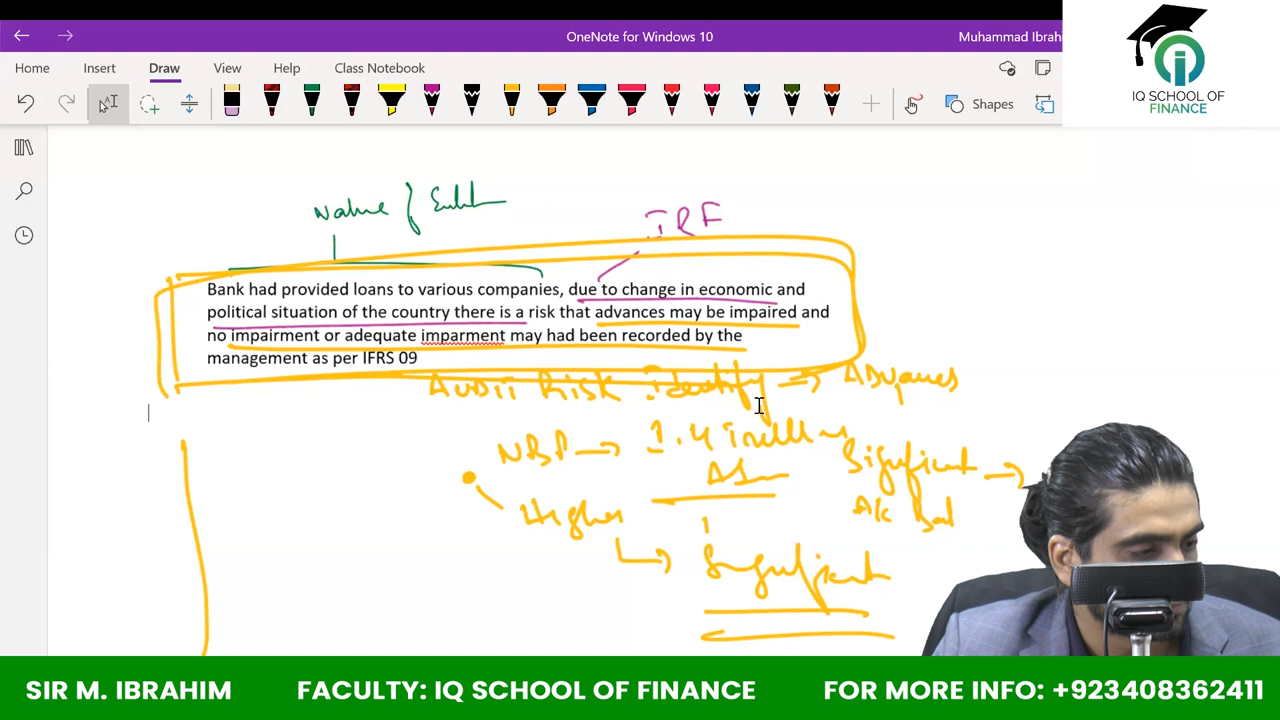 OneNote for Windows 10
Muhammad Ibrah
Home Insert Draw View Help Class Notebook
Shapes
IQ SCHOOL OF
FINANCE
Nature of
IRF
Bank had provided loans to various companies, due to change in economic and
political situation of the country there is a risk that advances may be impaired and
no impairment or adequate imparment may had been recorded by the
management as per IFRS 09
Audit Risk Identify → Advances
NBP → 1.4
Significant →
Higher
Significant
SIR M. IBRAHIM FACULTY: IQ SCHOOL OF FINANCE FOR MORE INFO: +923408362411